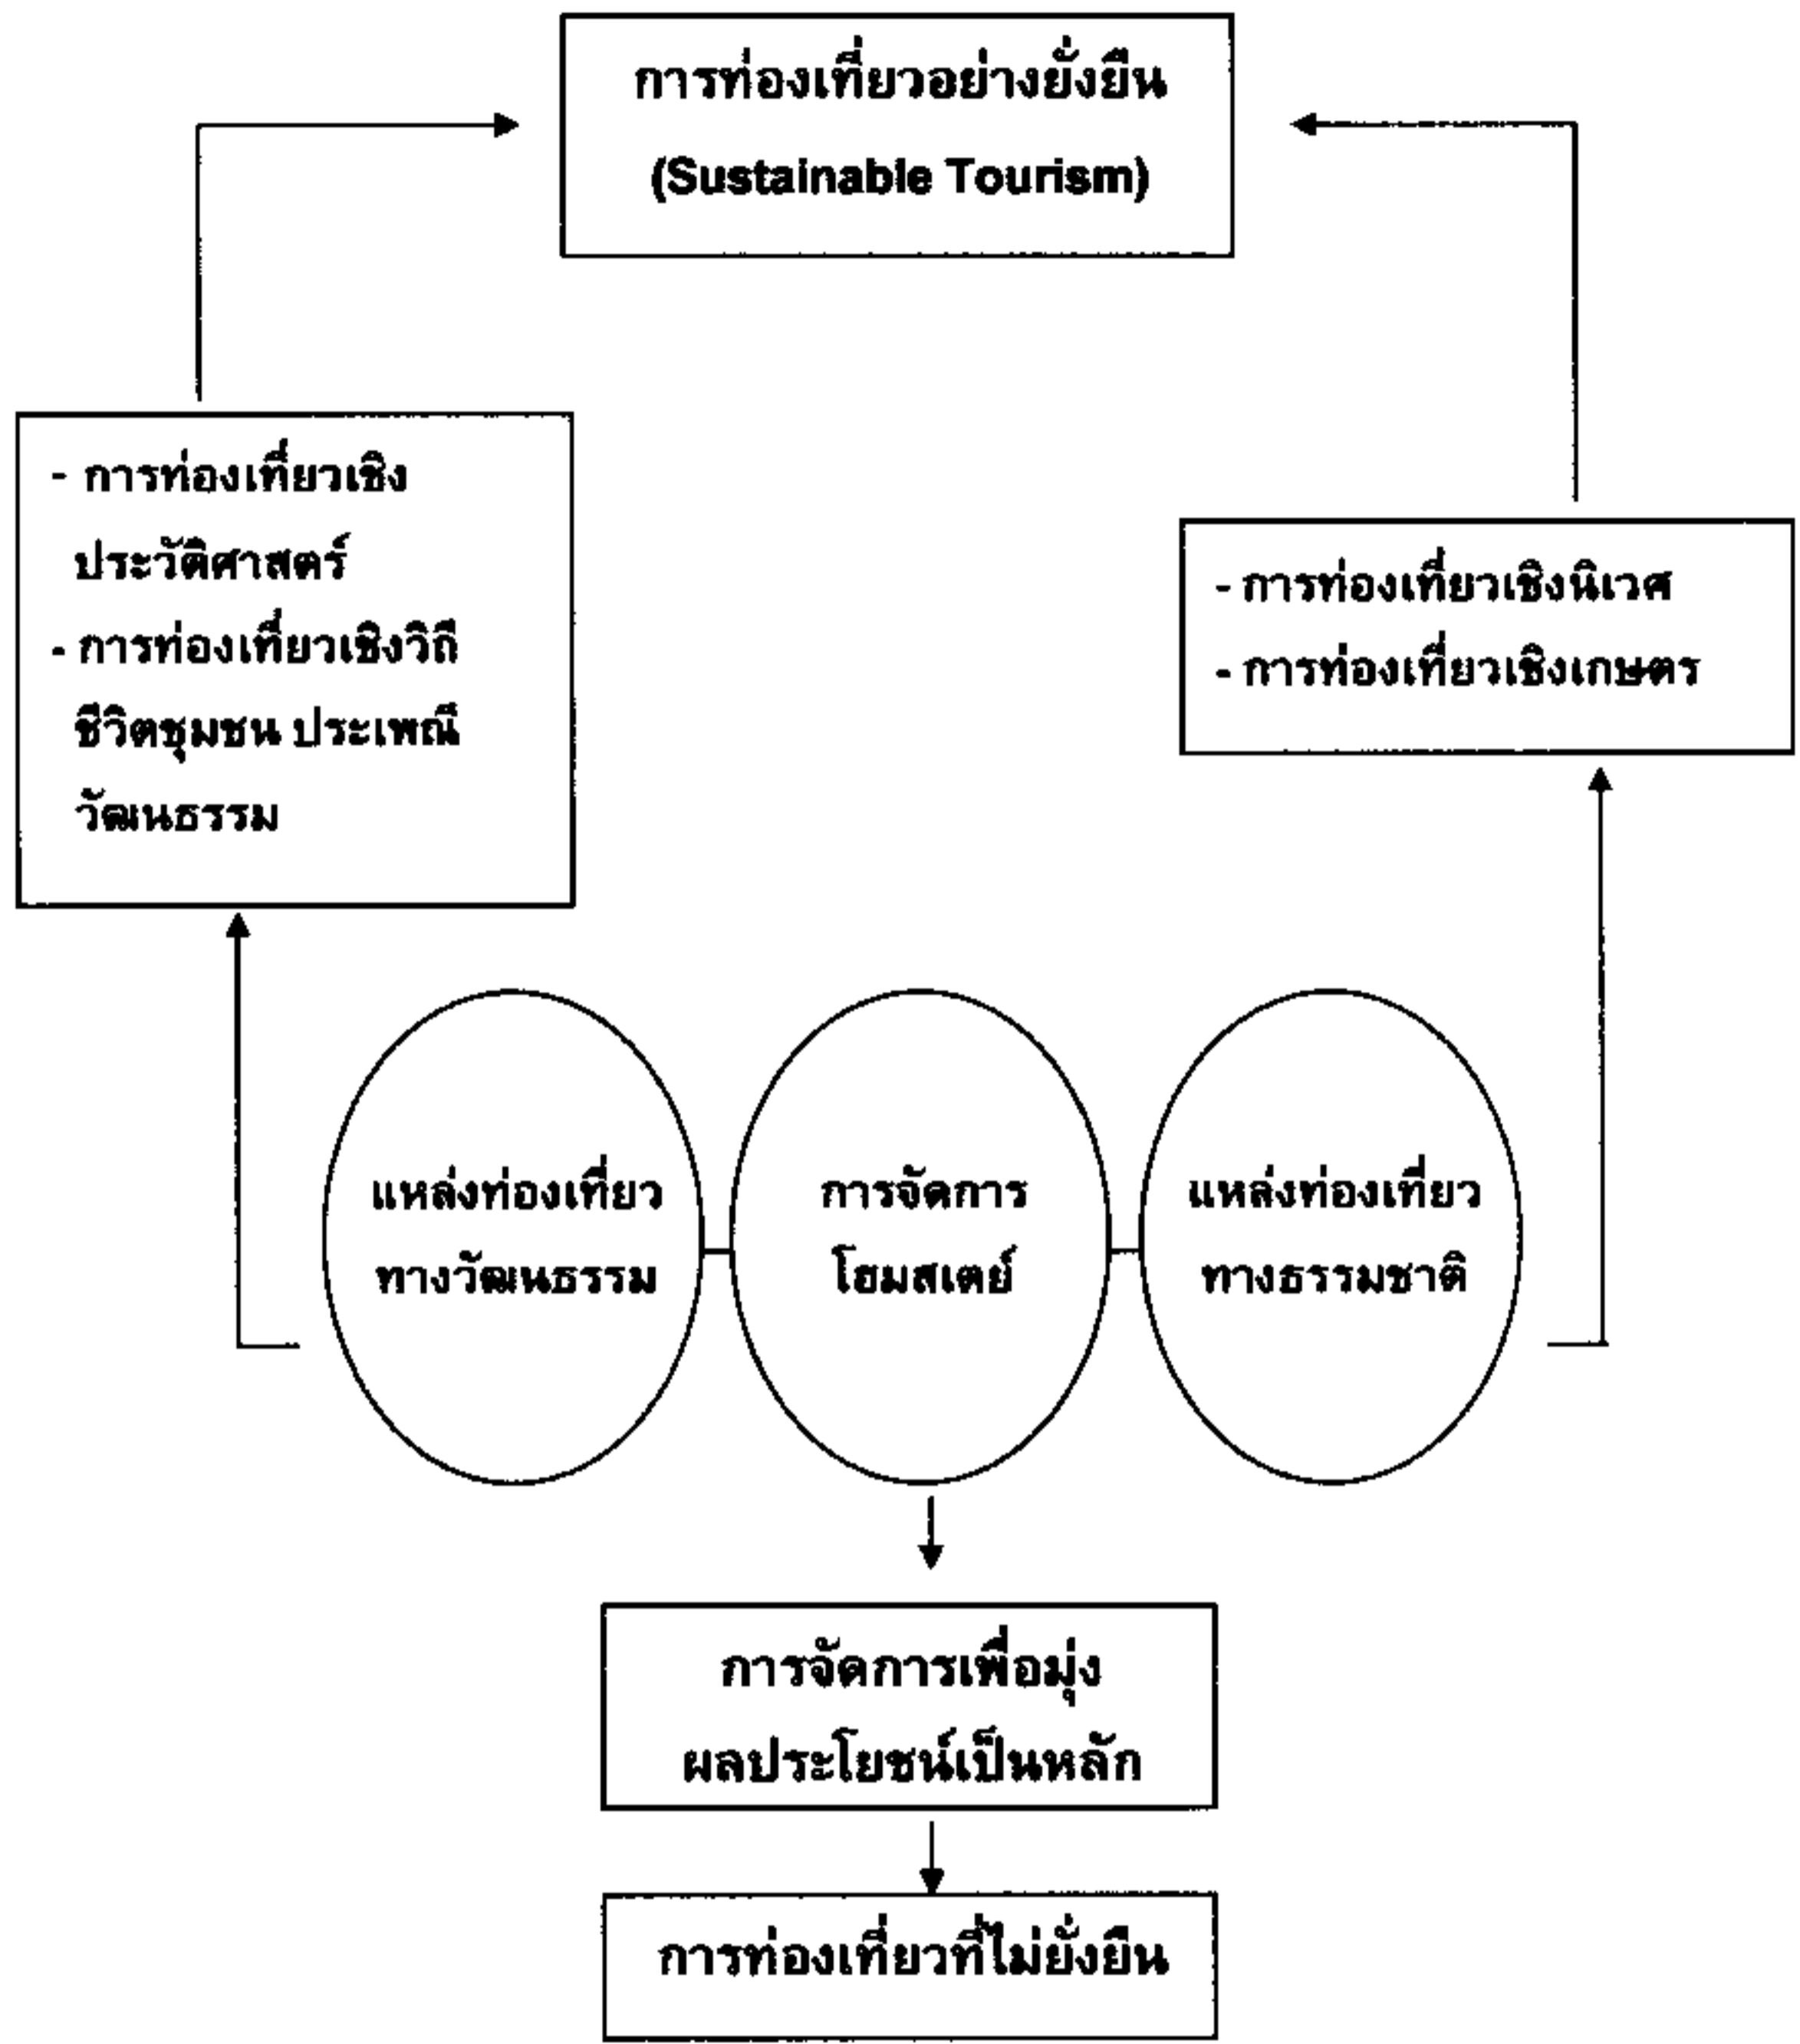 การท่องเที่ยวอย่างยั่งยืน
(Sustainable Tourism)
- การท่องเที่ยวเชิง
ประวัติศาสตร์
- การท่องเที่ยวเชิงวิถี
ชีวิตชุมชน ประเพณี
วัฒนธรรม
- การท่องเที่ยวเชิงนิเวศ
- การท่องเที่ยวเชิงเกษตร
แหล่งท่องเที่ยว
ทางวัฒนธรรม
การจัดการ
โฮมสเตย์
แหล่งท่องเที่ยว
ทางธรรมชาติ
การจัดการเพื่อมุ่ง
ผลประโยชน์เป็นหลัก
การท่องเที่ยวที่ไม่ยั่งยืน